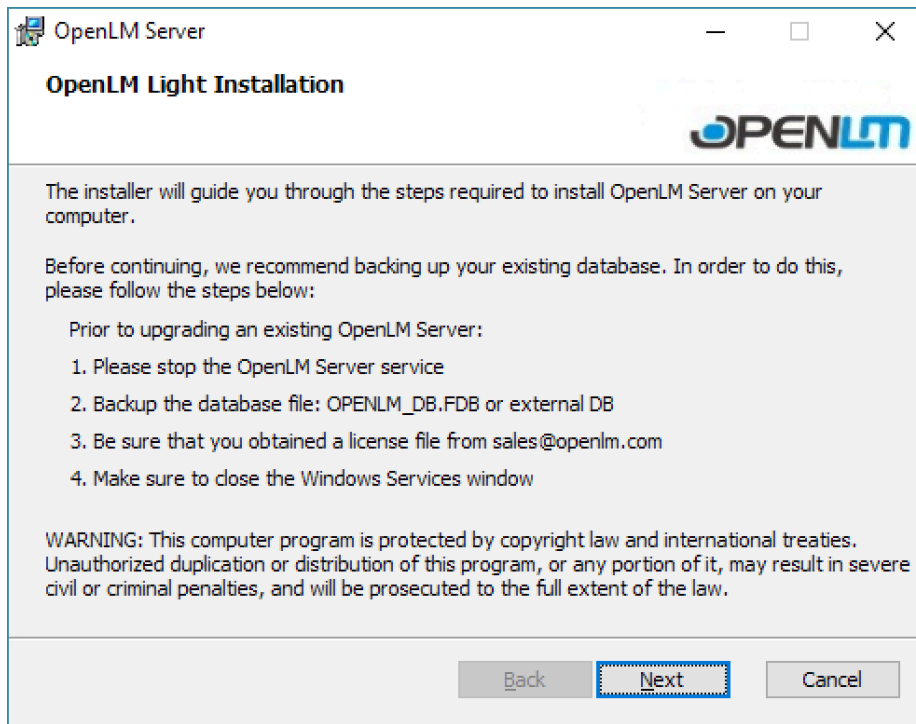 OpenLM Server
OpenLM Light Installation
OPENLM
The installer will guide you through the steps required to install OpenLM Server on your
computer.
Before continuing, we recommend backing up your existing database. In order to do this,
please follow the steps below:
Prior to upgrading an existing OpenLM Server:
1. Please stop the OpenLM Server service
2. Backup the database file: OPENLM_DB.FDB or external DB
3. Be sure that you obtained a license file from sales@openlm.com
4. Make sure to close the Windows Services window
WARNING: This computer program is protected by copyright law and international treaties.
Unauthorized duplication or distribution of this program, or any portion of it, may result in severe
civil or criminal penalties, and will be prosecuted to the full extent of the law.
Back Next Cancel